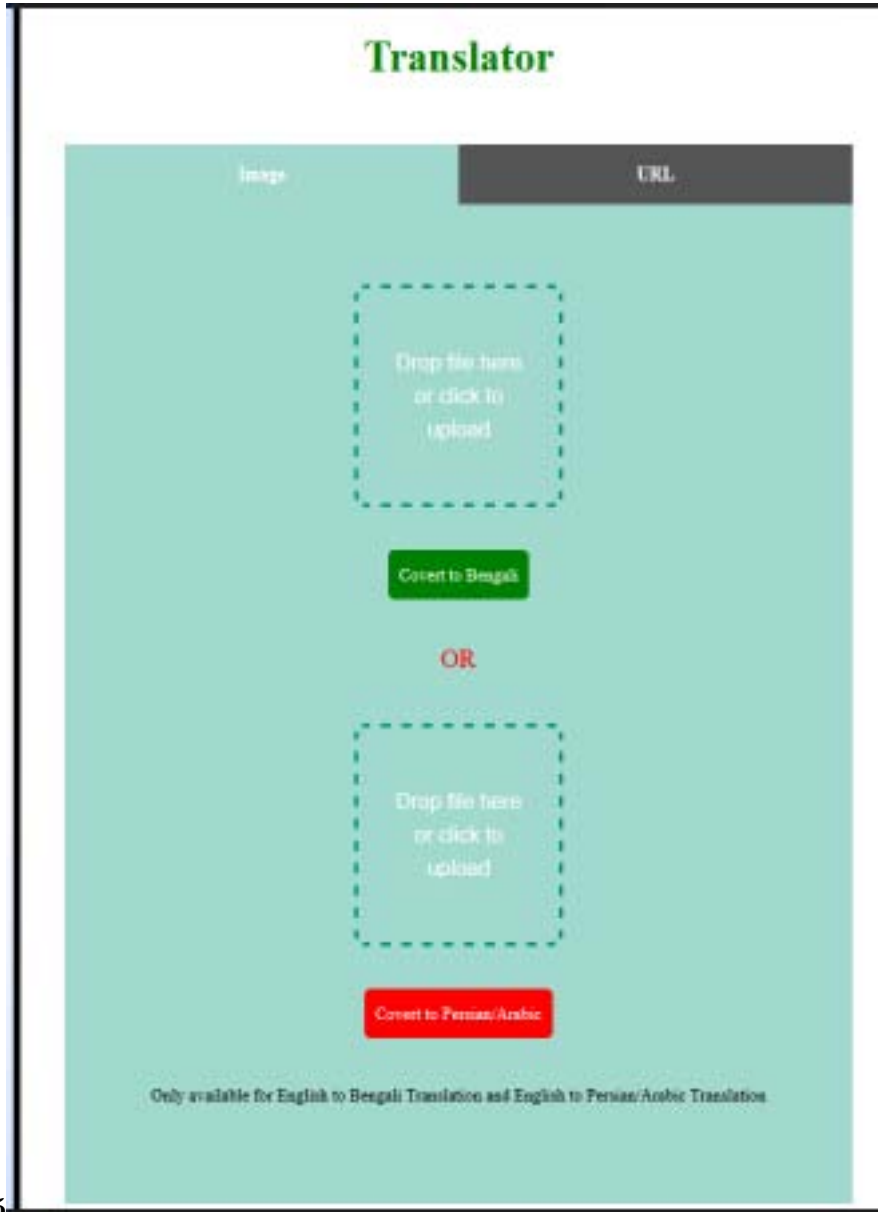 Translator
Image
URL
Drop file here
or click to
upload
Covert to Bengali
OR
Drop file here
or click to
upload
Covert to Persian/Arabic
Only available for English to Bengali Translation and English to Persian/Arabic Translation